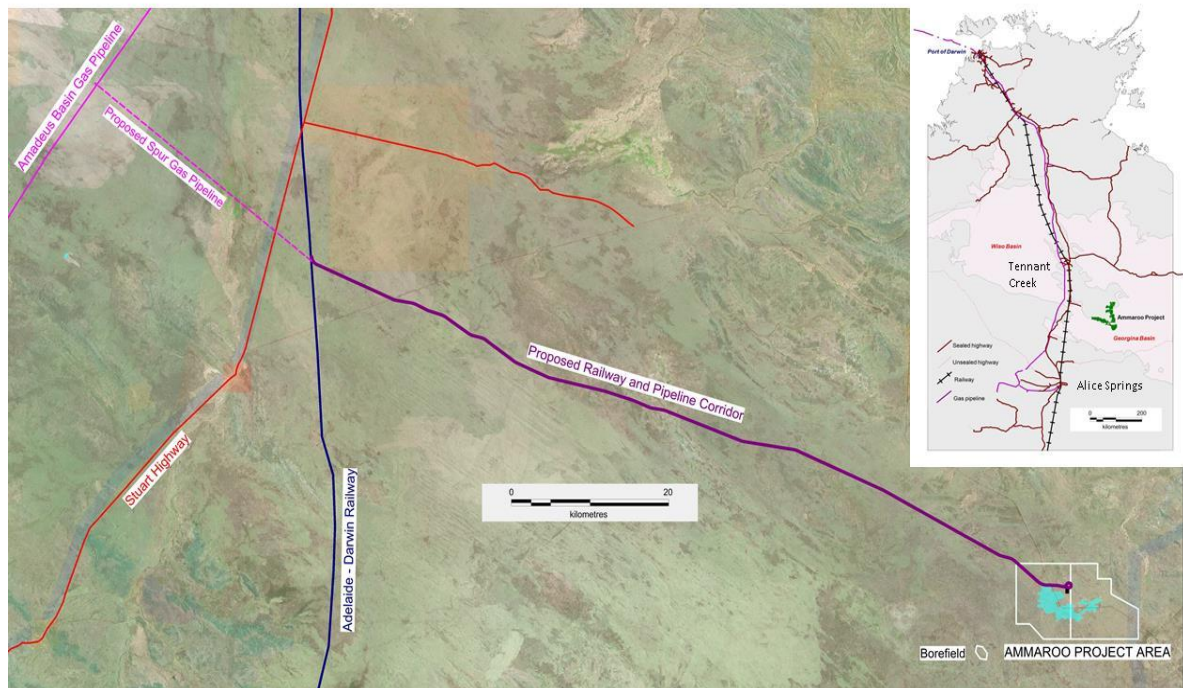 Amadeus Basin Gas Pipeline
Proposed Spur Gas Pipeline
Stuart Highway
Adelaide - Darwin Railway
Proposed Railway and Pipeline Corridor
0 20
kilometres
Borefield
AMMAROO PROJECT AREA
Port of Darwin
Wiso Basin
Tennant
Creek
Ammaroo Project
Georgina Basin
Sealed highway
Unsealed highway
Railway
Gas pipeline
Alice Springs
0 200
kilometres